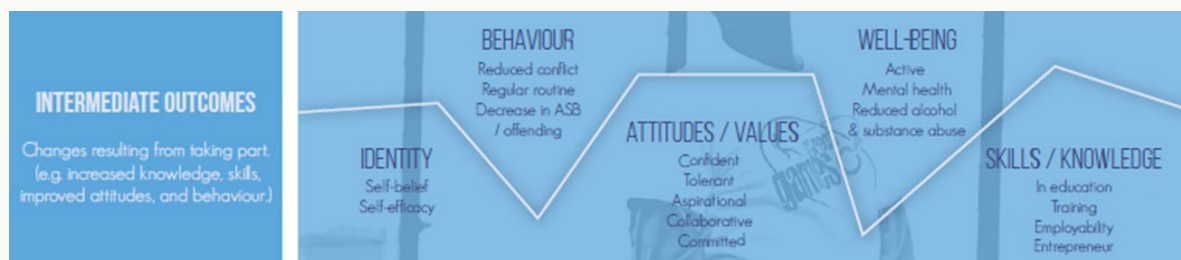 INTERMEDIATE OUTCOMES
Changes resulting from taking part.
(e.g. increased knowledge, skills,
improved attitudes, and behaviour.)
IDENTITY
Self-belief
Self-efficacy
BEHAVIOUR
Reduced conflict
Regular routine
Decrease in ASB
/ offending
ATTITUDES / VALUES
Confident
Tolerant
Aspirational
Collaborative
Committed
WELL-BEING
Active
Mental health
Reduced alcohol
& substance abuse
SKILLS / KNOWLEDGE
In education
Training
Employability
Entrepreneur
games